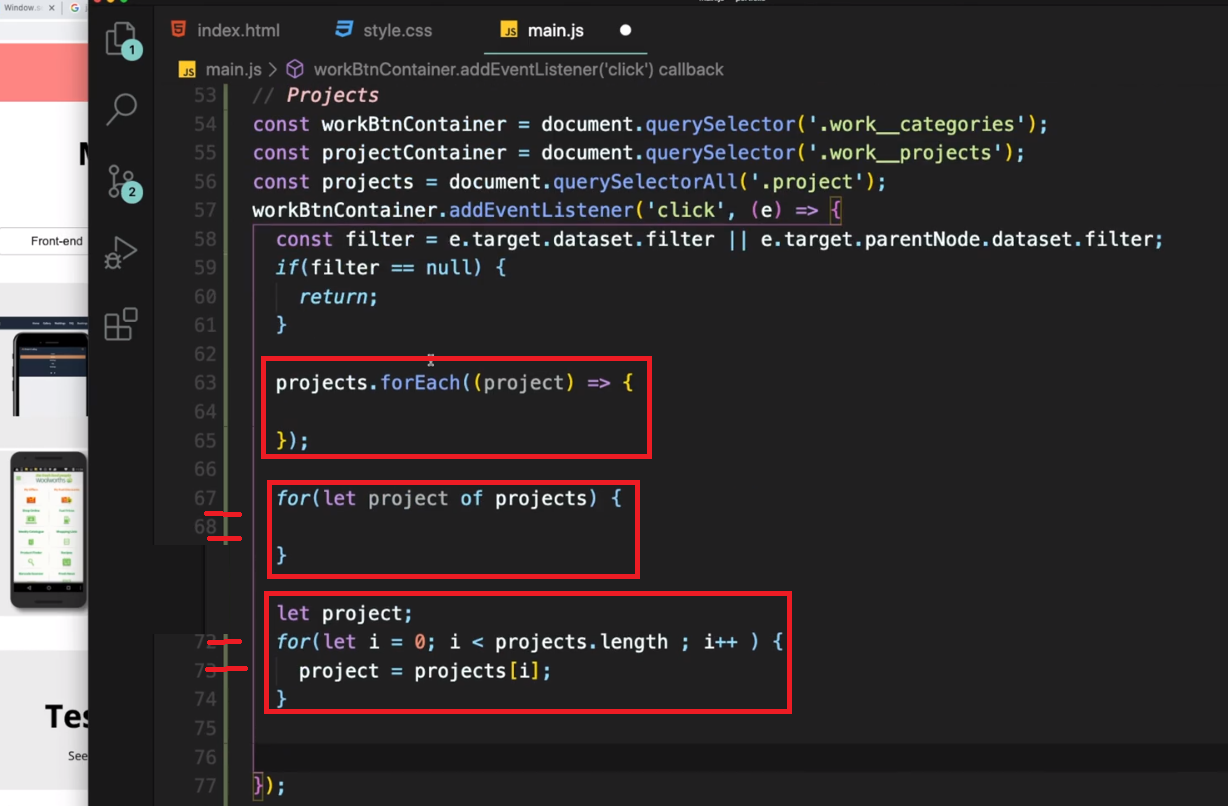 Window.s
index.html
style.css
main.js
main.js > workBtnContainer.addEventListener('click') callback
1
2
Front-end
Tes
See
woolworths
53 // Projects
54 const workBtnContainer = document.querySelector('.work__categories');
55 const projectContainer = document.querySelector('.work__projects');
56 const projects = document.querySelectorAll('.project');
57 workBtnContainer.addEventListener('click', (e) => {
58 const filter = e.target.dataset.filter || e.target.parentNode.dataset.filter;
59 if(filter == null) {
60 return;
61 }
62
63 projects.forEach((project) => {
64
65 });
66
67 for(let project of projects) {
68
}
let project;
72 for(let i = 0; i < projects.length ; i++ ) {
73 project = projects[i];
74 }
75
76
77 });